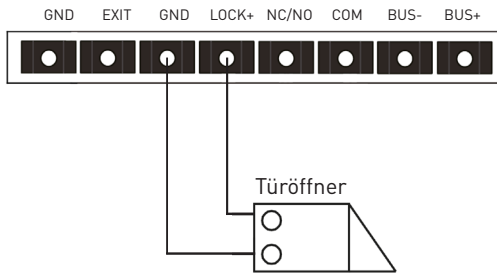 GND EXIT GND LOCK+ NC/NO COM BUS- BUS+
Türöffner